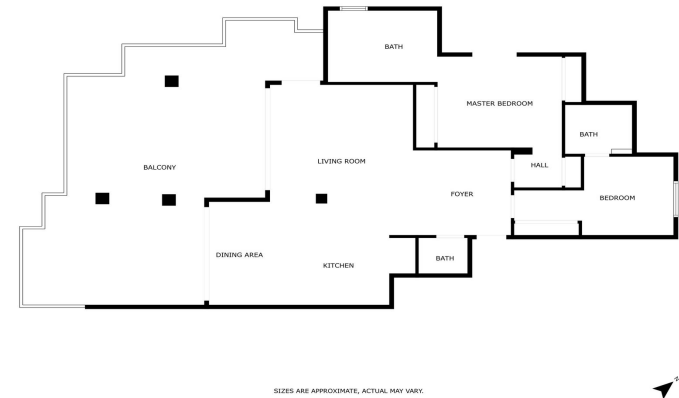 BATH
MASTER BEDROOM
BATH
LIVING ROOM
HALL
BALCONY
FOYER
BEDROOM
DINING AREA
KITCHEN
BATH
SIZES ARE APPROXIMATE, ACTUAL MAY VARY.
N